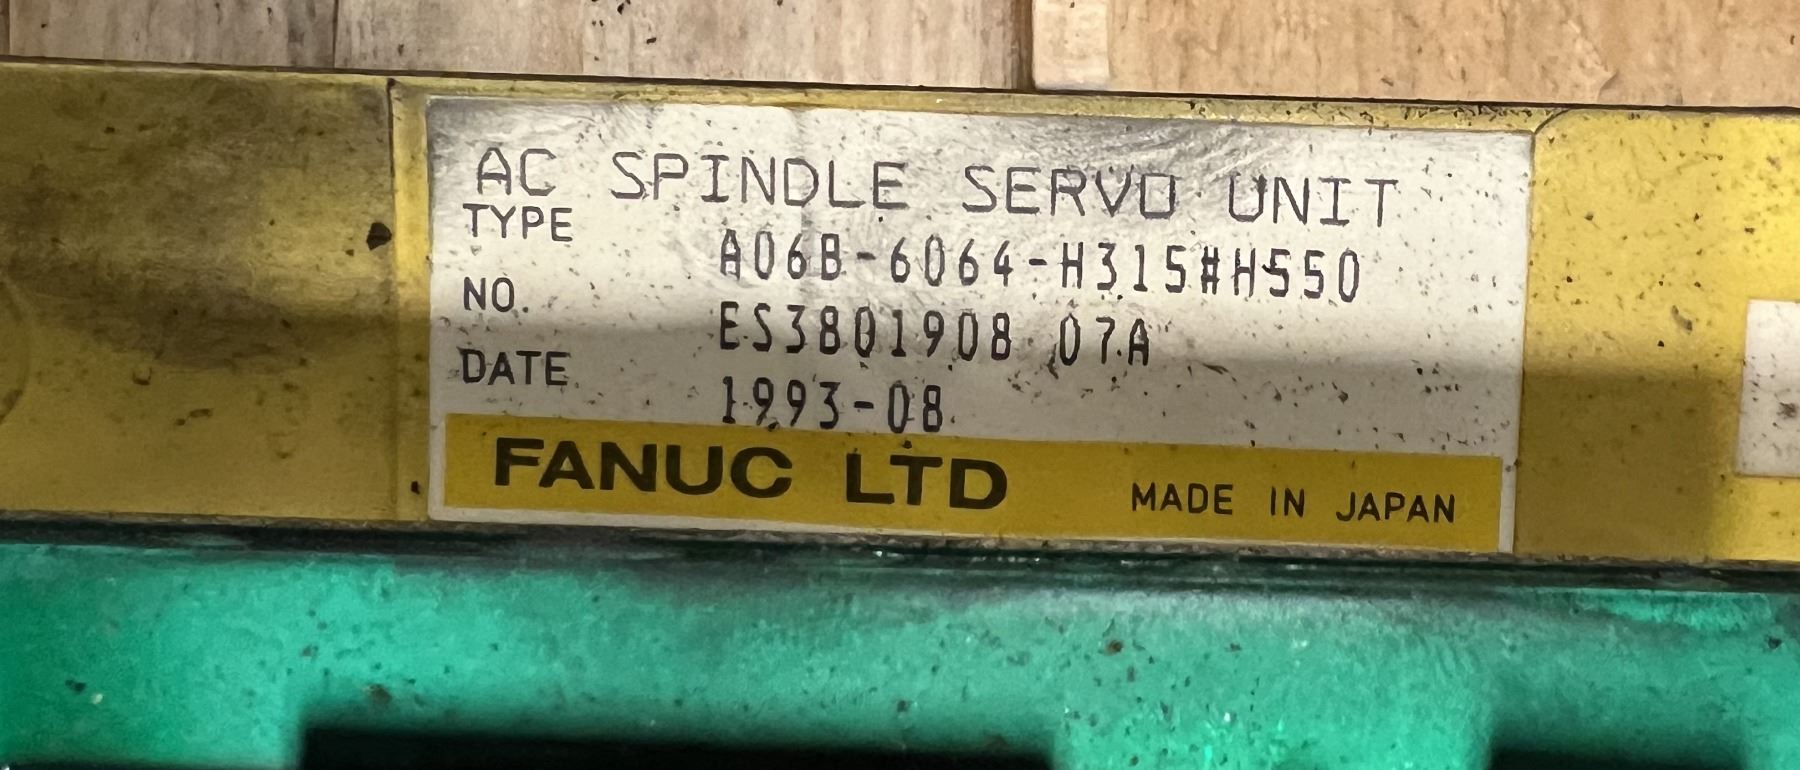 AC SPINDLE SERVO UNIT
TYPE A06B-6064-H315#H550
NO. ES3801908 07A
DATE 1993-08
FANUC LTD MADE IN JAPAN